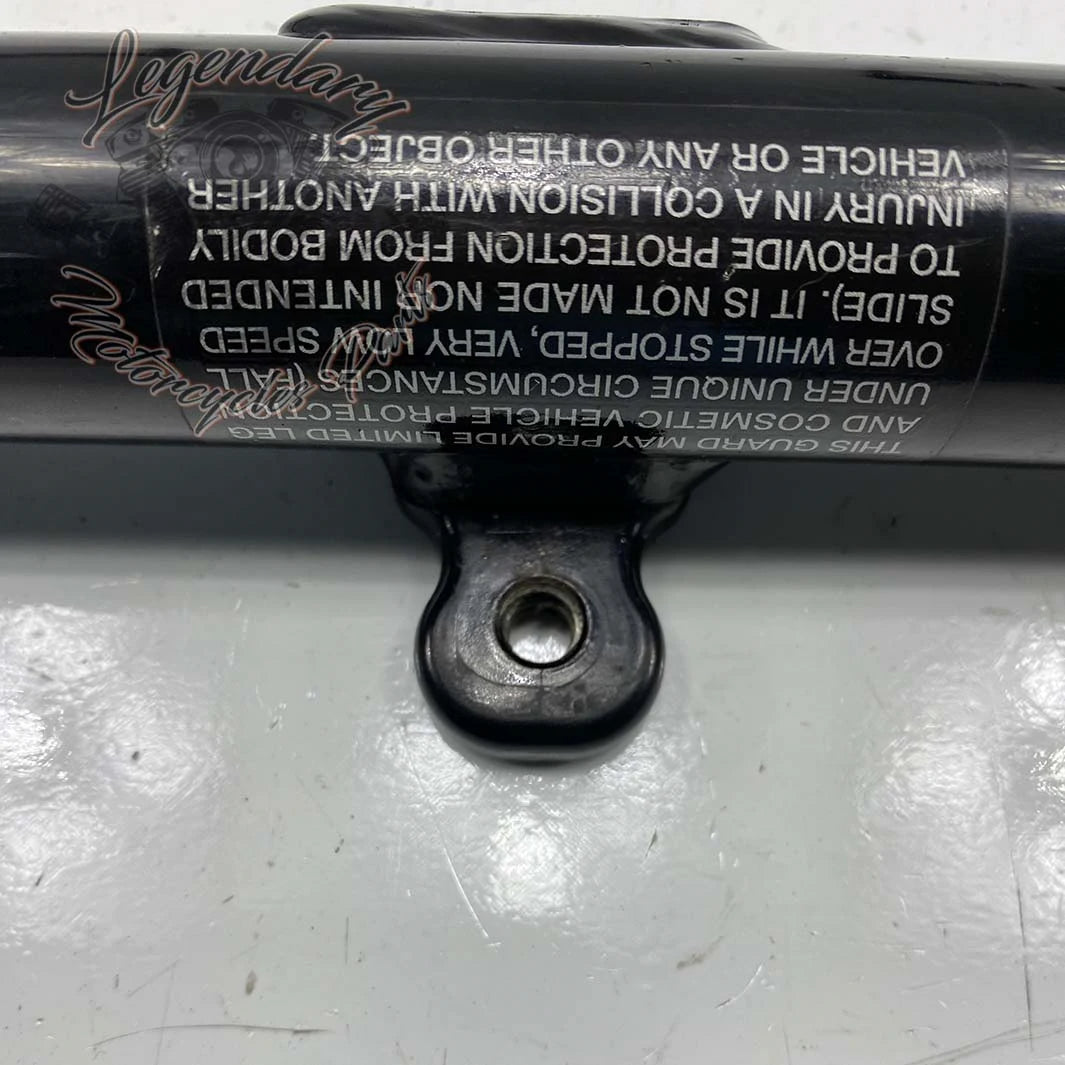 THIS GUARD MAY PROVIDE LIMITED LEG
AND COSMETIC VEHICLE PROTECTION
UNDER UNIQUE CIRCUMSTANCES (FALL
OVER WHILE STOPPED, VERY LOW SPEED
SLIDE). IT IS NOT MADE NOR INTENDED
TO PROVIDE PROTECTION FROM BODILY
INJURY IN A COLLISION WITH ANOTHER
VEHICLE OR ANY OTHER OBJECT.
Legendary
Motorcycles Parts